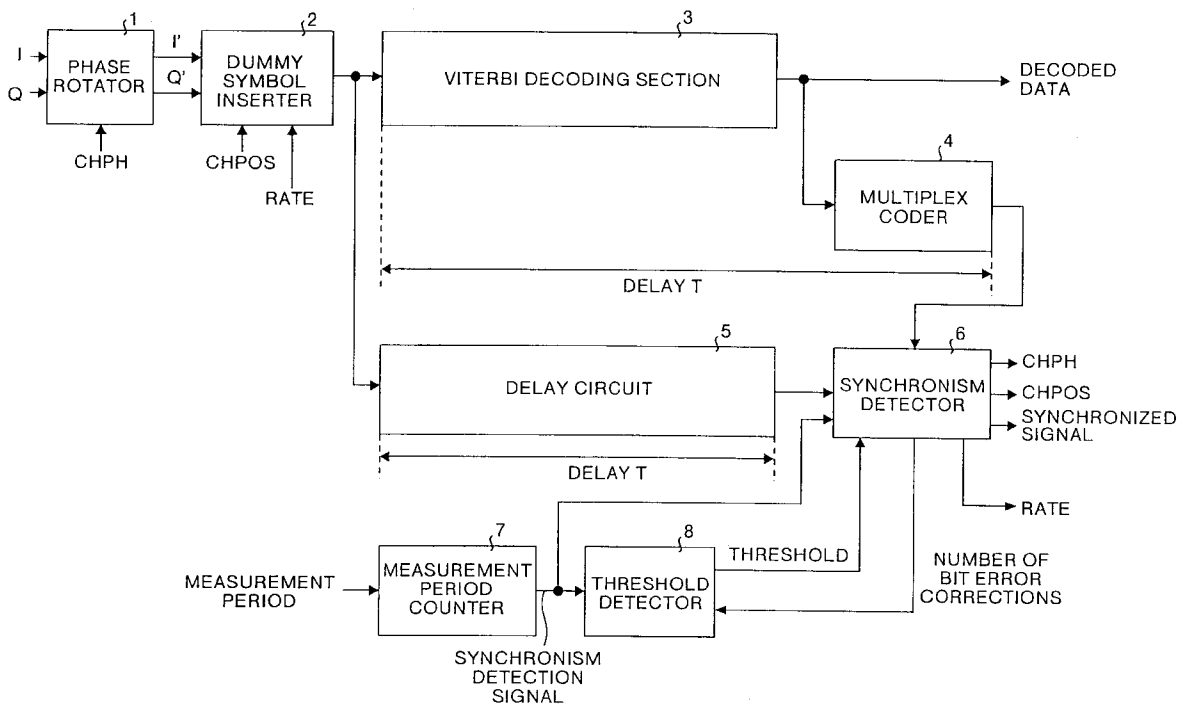 1
2
3
I
Q
PHASE
ROTATOR
I'
Q'
DUMMY
SYMBOL
INSERTER
VITERBI DECODING SECTION
DECODED
DATA
CHPH
CHPOS
RATE
4
MULTIPLEX
CODER
DELAY T
5
DELAY CIRCUIT
6
SYNCHRONISM
DETECTOR
CHPH
CHPOS
SYNCHRONIZED
SIGNAL
DELAY T
RATE
7
MEASUREMENT
PERIOD
MEASUREMENT
PERIOD
COUNTER
8
THRESHOLD
DETECTOR
THRESHOLD
NUMBER OF
BIT ERROR
CORRECTIONS
SYNCHRONISM
DETECTION
SIGNAL